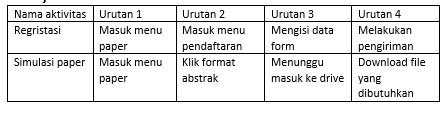 Nama aktivitas Urutan 1 Urutan 2 Urutan 3 Urutan 4
Regristasi Masuk menu Masuk menu Mengisi data Melakukan
paper pendaftaran form pengiriman
Simulasi paper Masuk menu Klik format Menunggu Download file
paper abstrak masuk ke drive yang
dibutuhkan